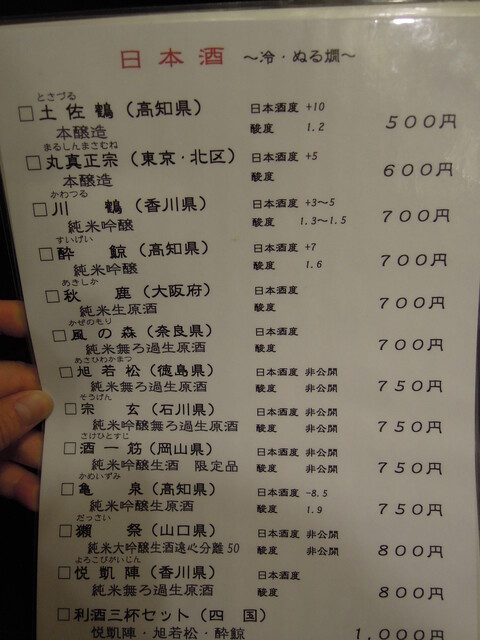 日本酒 ～冷・ぬる燗～
とさづる
□土佐鶴（高知県） 日本酒度 +10
本醸造 酸度 1.2 500円
まるしんまさむね
□丸真正宗（東京・北区） 日本酒度 +5
本醸造 酸度 600円
かわつる
□川鶴（香川県） 日本酒度 +3～5
純米吟醸 酸度 1.3～1.5 700円
すいげい
□酔鯨（高知県） 日本酒度 +7
純米吟醸 酸度 1.6 700円
あきしか
□秋鹿（大阪府） 日本酒度
純米生原酒 酸度 700円
かぜのもり
□風の森（奈良県） 日本酒度
純米無ろ過生原酒 酸度 700円
あさひわかまつ
□旭若松（徳島県） 日本酒度 非公開
純米無ろ過生原酒 酸度 非公開 750円
そうげん
□宗玄（石川県） 日本酒度 非公開
純米吟醸無ろ過生原酒 酸度 非公開 750円
さけひとすじ
□酒一筋（岡山県） 日本酒度 非公開
純米吟醸生酒 限定品 酸度 非公開 750円
かめいずみ
□亀泉（高知県） 日本酒度 -8.5
純米吟醸生原酒 酸度 1.9 750円
だっさい
□獺祭（山口県） 日本酒度 非公開
純米大吟醸生酒遠心分離50 酸度 非公開 800円
よろこびがいじん
□悦凱陣（香川県） 日本酒度
純米無ろ過生原酒 酸度 800円
□利酒三杯セット（四国）
悦凱陣・旭若松・酔鯨 1,000円